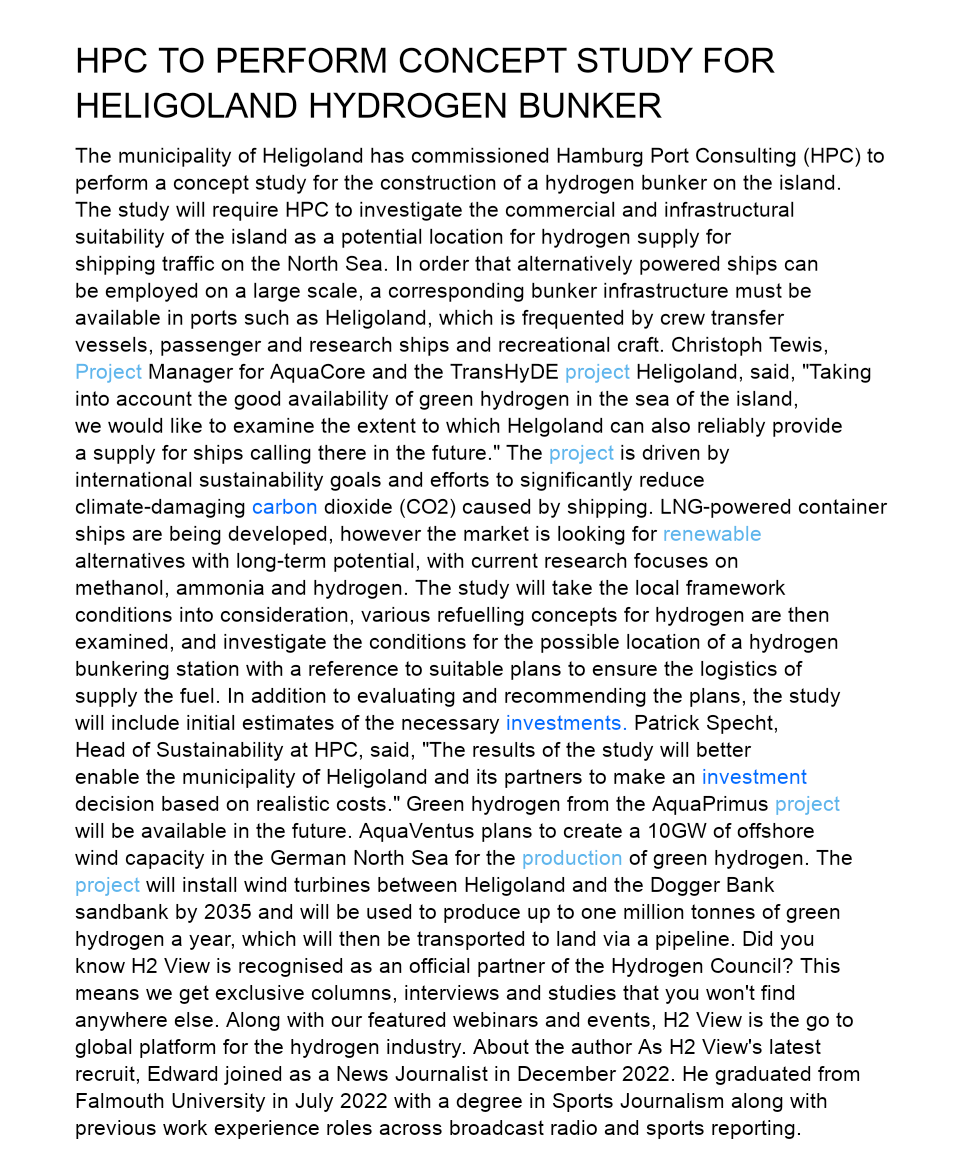 HPC TO PERFORM CONCEPT STUDY FOR
HELIGOLAND HYDROGEN BUNKER
The municipality of Heligoland has commissioned Hamburg Port Consulting (HPC) to
perform a concept study for the construction of a hydrogen bunker on the island.
The study will require HPC to investigate the commercial and infrastructural
suitability of the island as a potential location for hydrogen supply for
shipping traffic on the North Sea. In order that alternatively powered ships can
be employed on a large scale, a corresponding bunker infrastructure must be
available in ports such as Heligoland, which is frequented by crew transfer
vessels, passenger and research ships and recreational craft. Christoph Tewis,
Project Manager for AquaCore and the TransHyDE project Heligoland, said, "Taking
into account the good availability of green hydrogen in the sea of the island,
we would like to examine the extent to which Helgoland can also reliably provide
a supply for ships calling there in the future." The project is driven by
international sustainability goals and efforts to significantly reduce
climate-damaging carbon dioxide (CO2) caused by shipping. LNG-powered container
ships are being developed, however the market is looking for renewable
alternatives with long-term potential, with current research focuses on
methanol, ammonia and hydrogen. The study will take the local framework
conditions into consideration, various refuelling concepts for hydrogen are then
examined, and investigate the conditions for the possible location of a hydrogen
bunkering station with a reference to suitable plans to ensure the logistics of
supply the fuel. In addition to evaluating and recommending the plans, the study
will include initial estimates of the necessary investments. Patrick Specht,
Head of Sustainability at HPC, said, "The results of the study will better
enable the municipality of Heligoland and its partners to make an investment
decision based on realistic costs." Green hydrogen from the AquaPrimus project
will be available in the future. AquaVentus plans to create a 10GW of offshore
wind capacity in the German North Sea for the production of green hydrogen. The
project will install wind turbines between Heligoland and the Dogger Bank
sandbank by 2035 and will be used to produce up to one million tonnes of green
hydrogen a year, which will then be transported to land via a pipeline. Did you
know H2 View is recognised as an official partner of the Hydrogen Council? This
means we get exclusive columns, interviews and studies that you won't find
anywhere else. Along with our featured webinars and events, H2 View is the go to
global platform for the hydrogen industry. About the author As H2 View's latest
recruit, Edward joined as a News Journalist in December 2022. He graduated from
Falmouth University in July 2022 with a degree in Sports Journalism along with
previous work experience roles across broadcast radio and sports reporting.